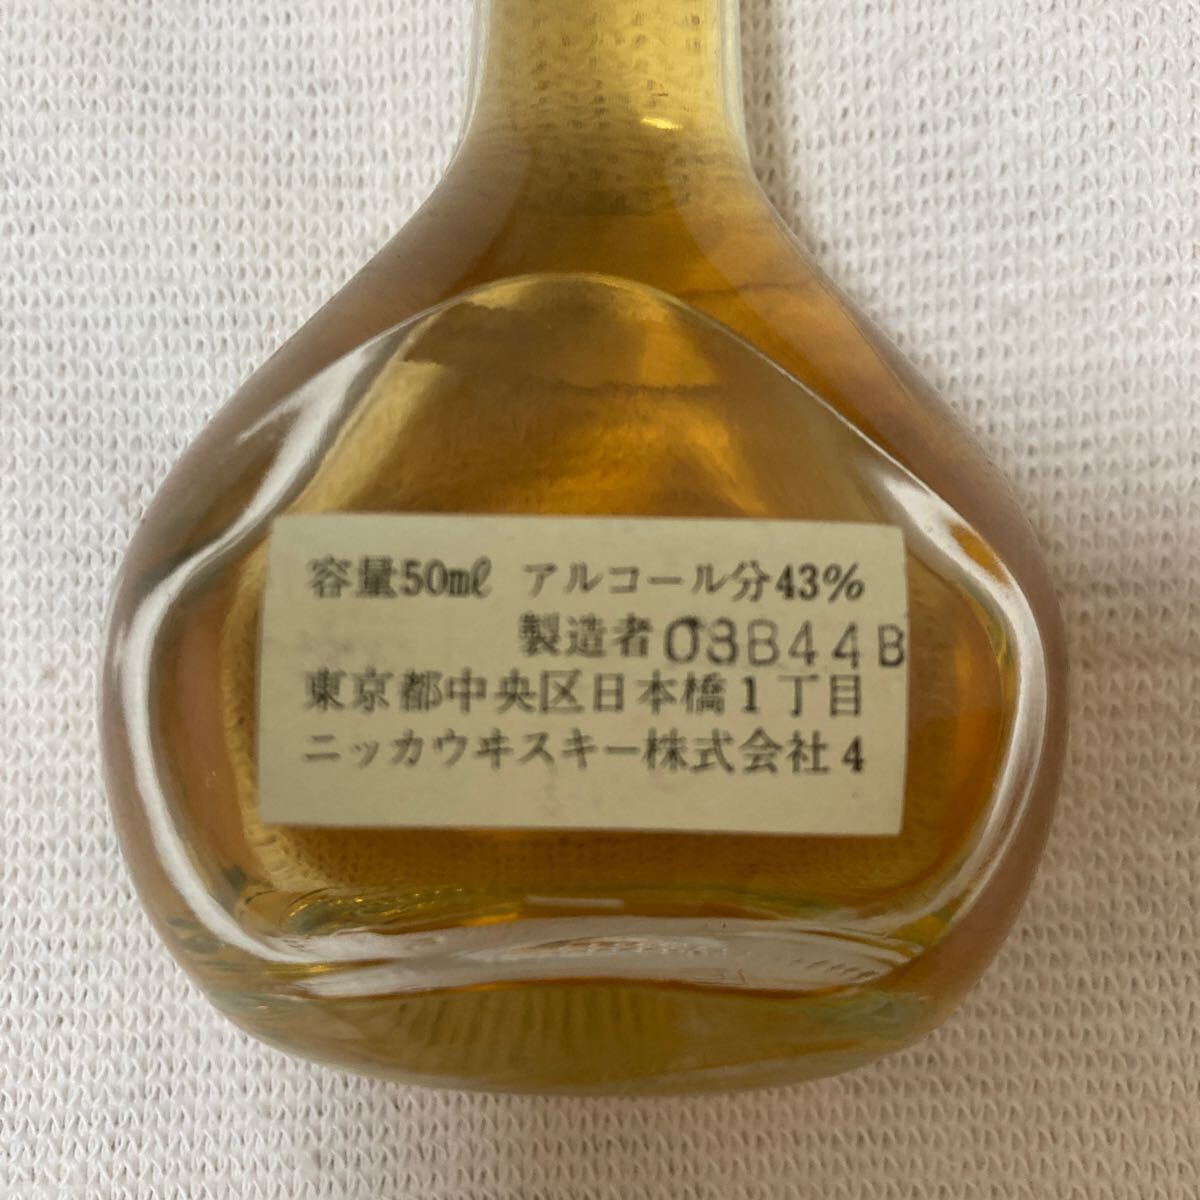 容量50mℓ アルコール分43%
製造者 03B44B
東京都中央区日本橋1丁目
ニッカウヰスキー株式会社4